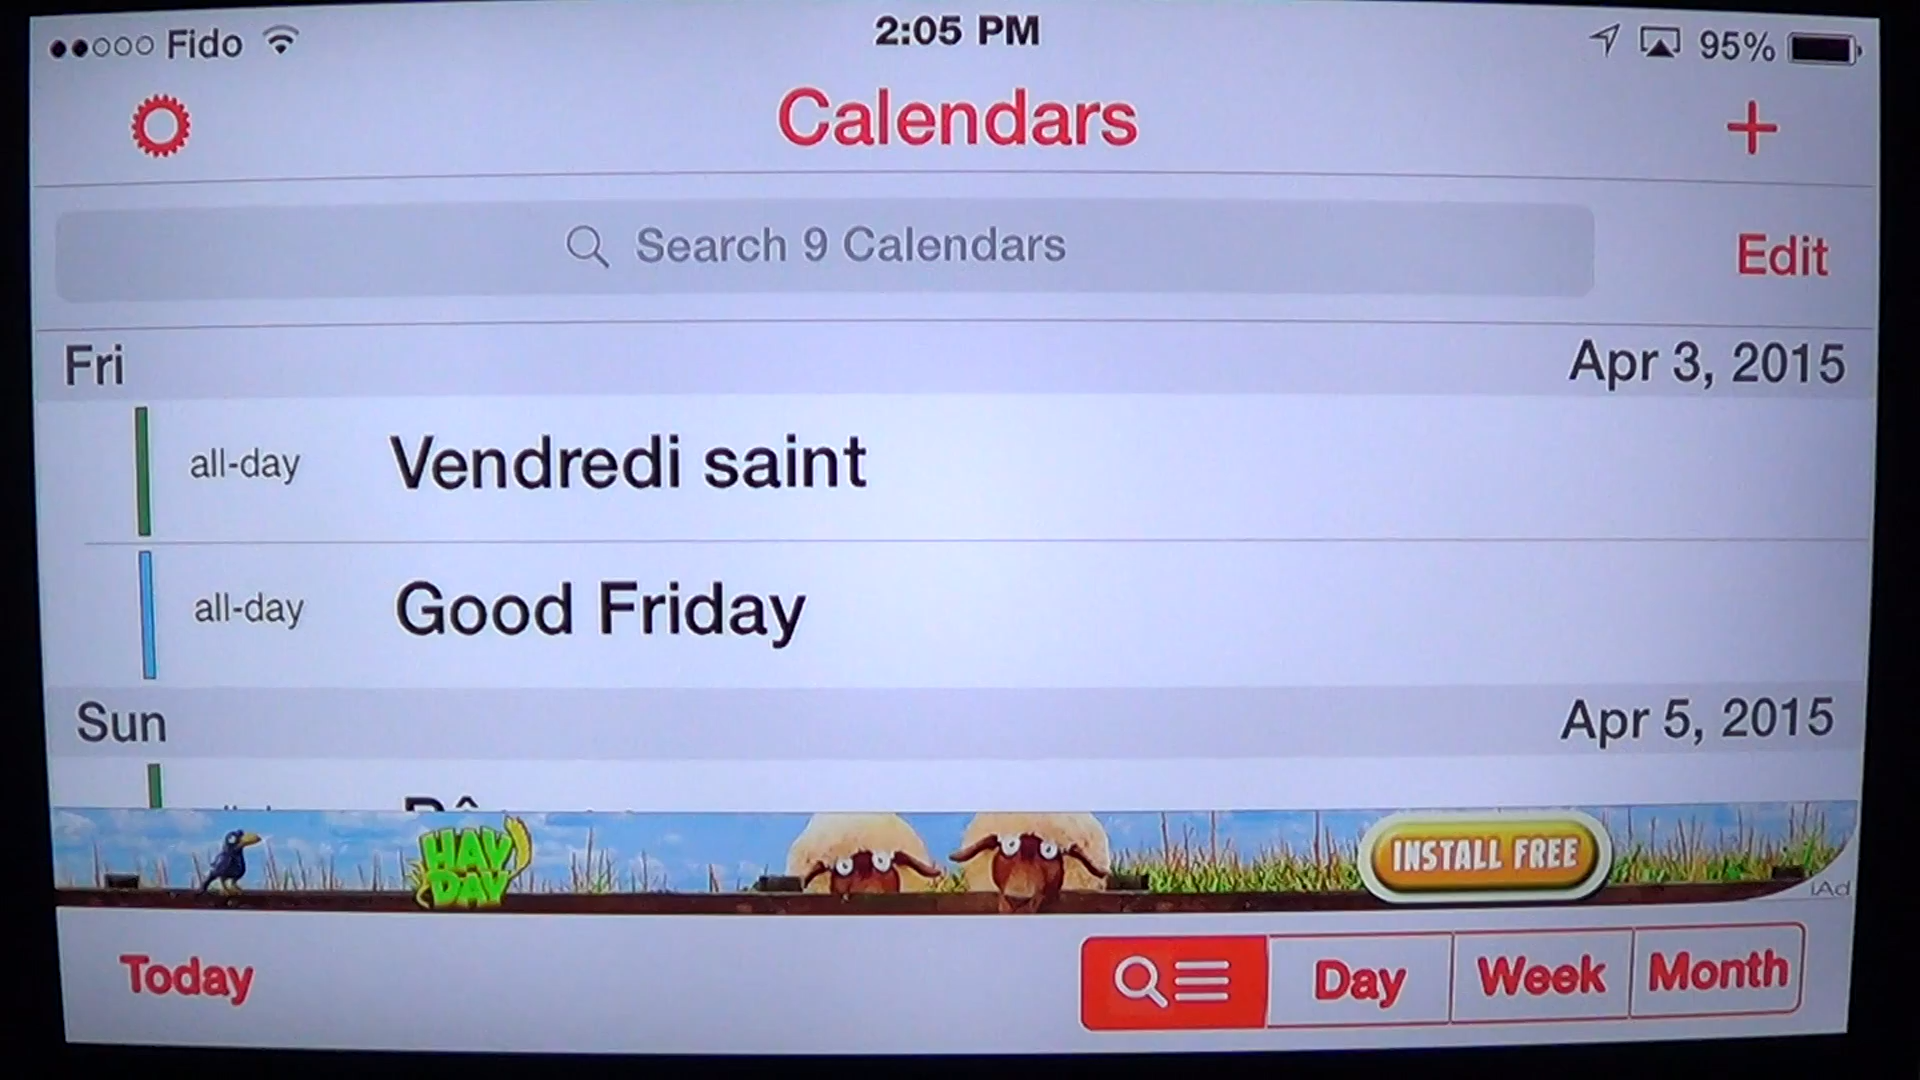 Fido 2:05 PM 95%
Calendars +
Search 9 Calendars Edit
Fri Apr 3, 2015
all-day Vendredi saint
all-day Good Friday
Sun Apr 5, 2015
HAY
DAY
INSTALL FREE
iAd
Today Day Week Month